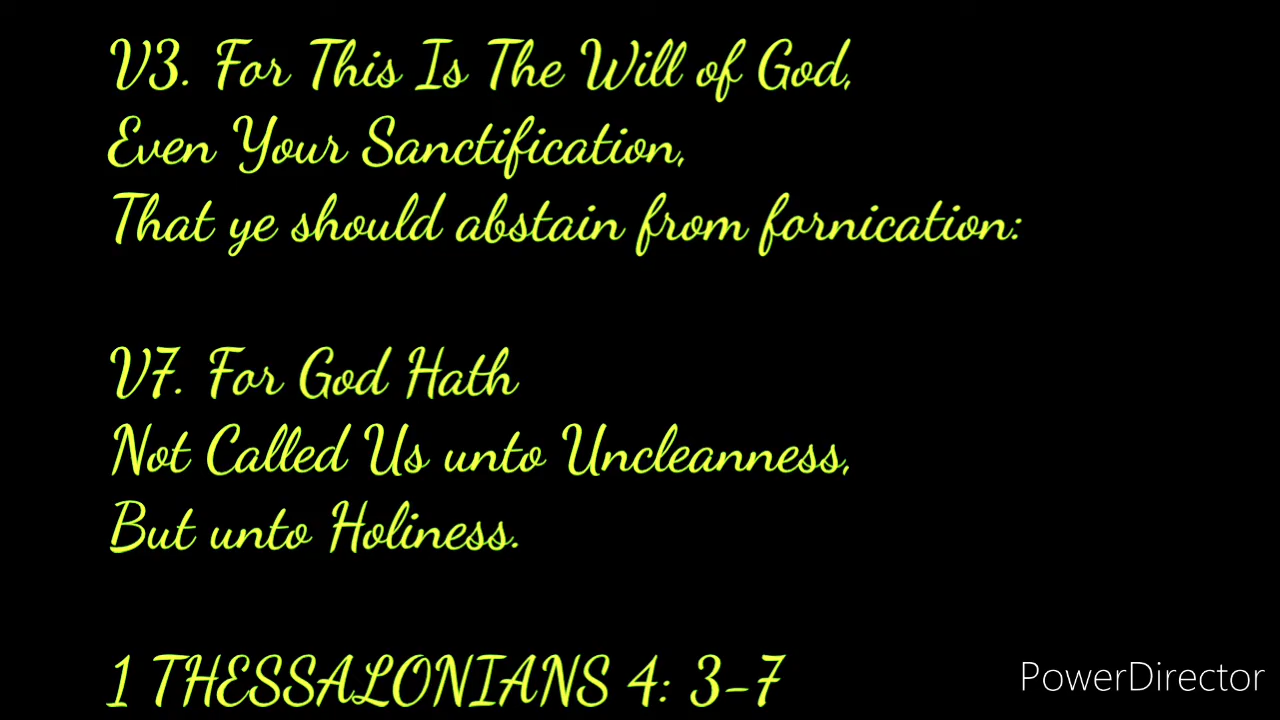 V3. For This Is The Will of God,
Even Your Sanctification,
That ye should abstain from fornication:
V7. For God Hath
Not Called Us unto Uncleanness,
But unto Holiness.
1 THESSALONIANS 4: 3-7
PowerDirector